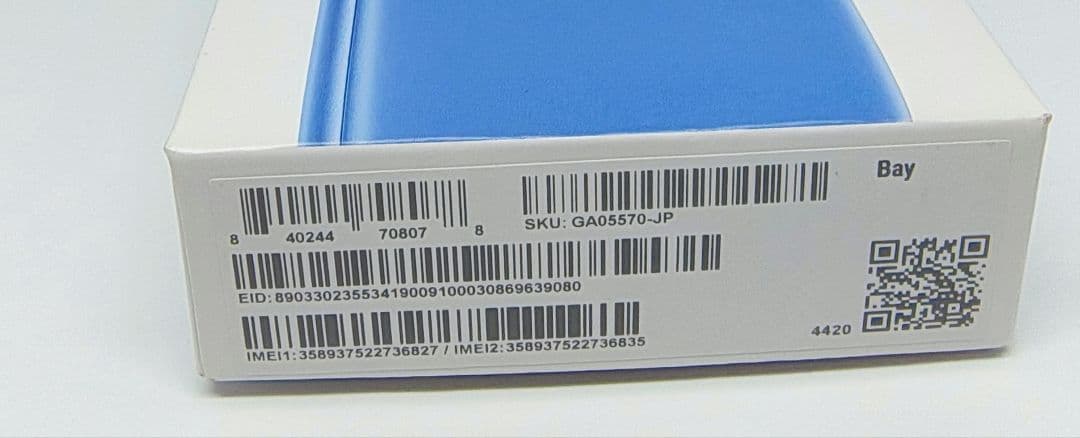 Bay
8 40244 70807 8
SKU: GA05570-JP
EID: 89033023553419009100030869639080
IMEI1: 358937522736827 / IMEI2: 358937522736835
4420